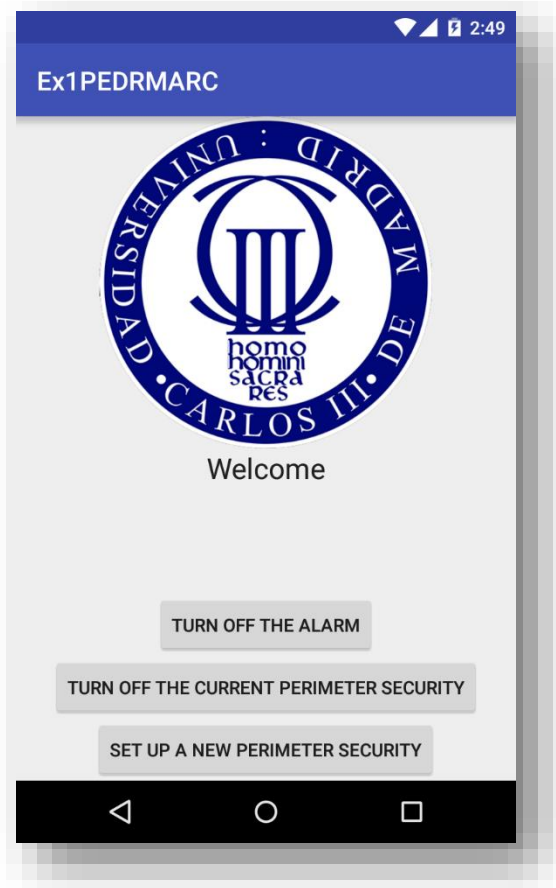 2:49
Ex1PEDRMARC
UNIVERSIDAD • CARLOS III • DE MADRID :
homo
homini
SACRA
RES
Welcome
TURN OFF THE ALARM
TURN OFF THE CURRENT PERIMETER SECURITY
SET UP A NEW PERIMETER SECURITY